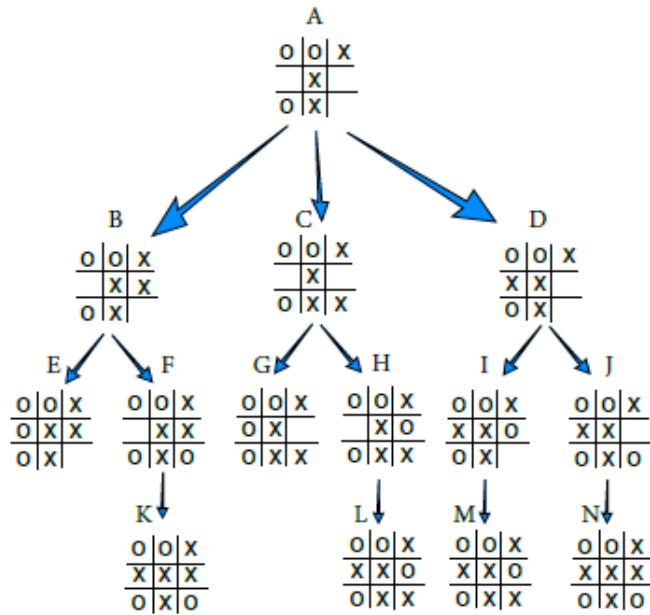 A
O O X
X
O X
B
O O X
X X
O X
C
O O X
X
O X X
D
O O X
X X
O X
E
O O X
O X X
O X
F
O O X
X X
O X O
G
O O X
O X
O X X
H
O O X
X O
O X X
I
O O X
X X O
O X
J
O O X
X X
O X O
K
O O X
X X X
O X O
L
O O X
X X O
O X X
M
O O X
X X O
O X X
N
O O X
X X X
O X O